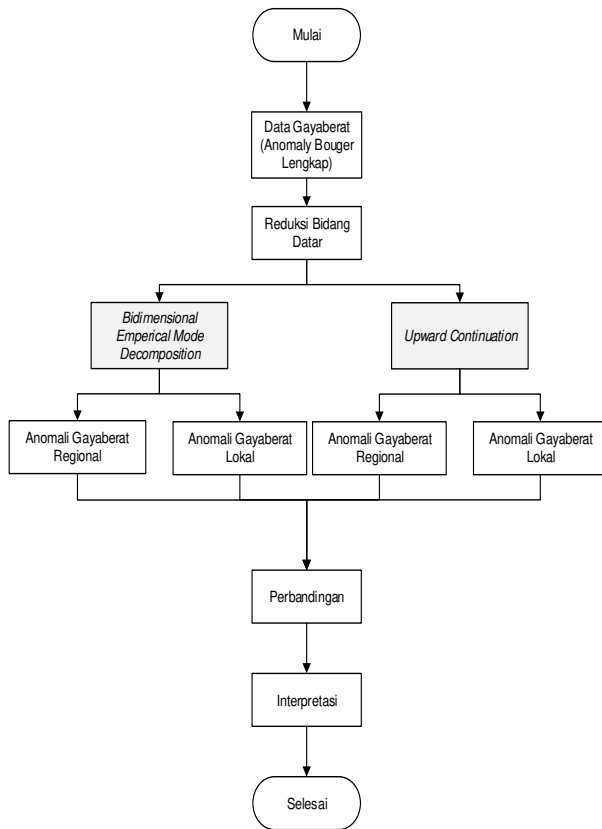 Mulai
Data Gayaberat
(Anomaly Bouger
Lengkap)
Reduksi Bidang
Datar
Bidimensional
Emperical Mode
Decomposition
Upward Continuation
Anomali Gayaberat
Regional
Anomali Gayaberat
Lokal
Anomali Gayaberat
Regional
Anomali Gayaberat
Lokal
Perbandingan
Interpretasi
Selesai